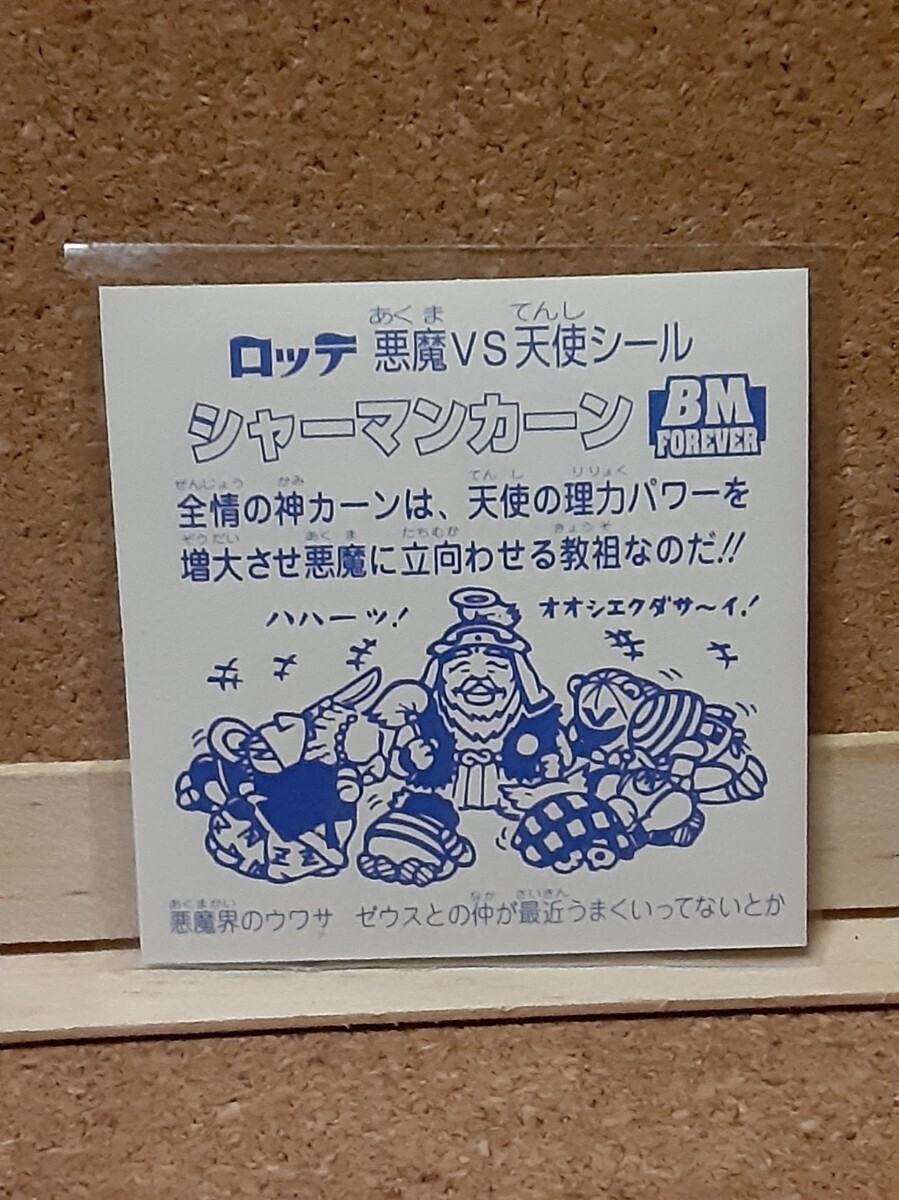 ロッテ 悪魔VS天使シール
あくま てんし
シャーマンカーン
BM
FOREVER
ぜんじょう かみ てんし りりょく
全情の神カーンは、天使の理力パワーを
ぞうだい あくま たちむか きょうそ
増大させ悪魔に立向わせる教祖なのだ!!
ハハーッ!
オオシエクダサ〜イ!
あくまかい なか さいきん
悪魔界のウワサ ゼウスとの仲が最近うまくいってないとか